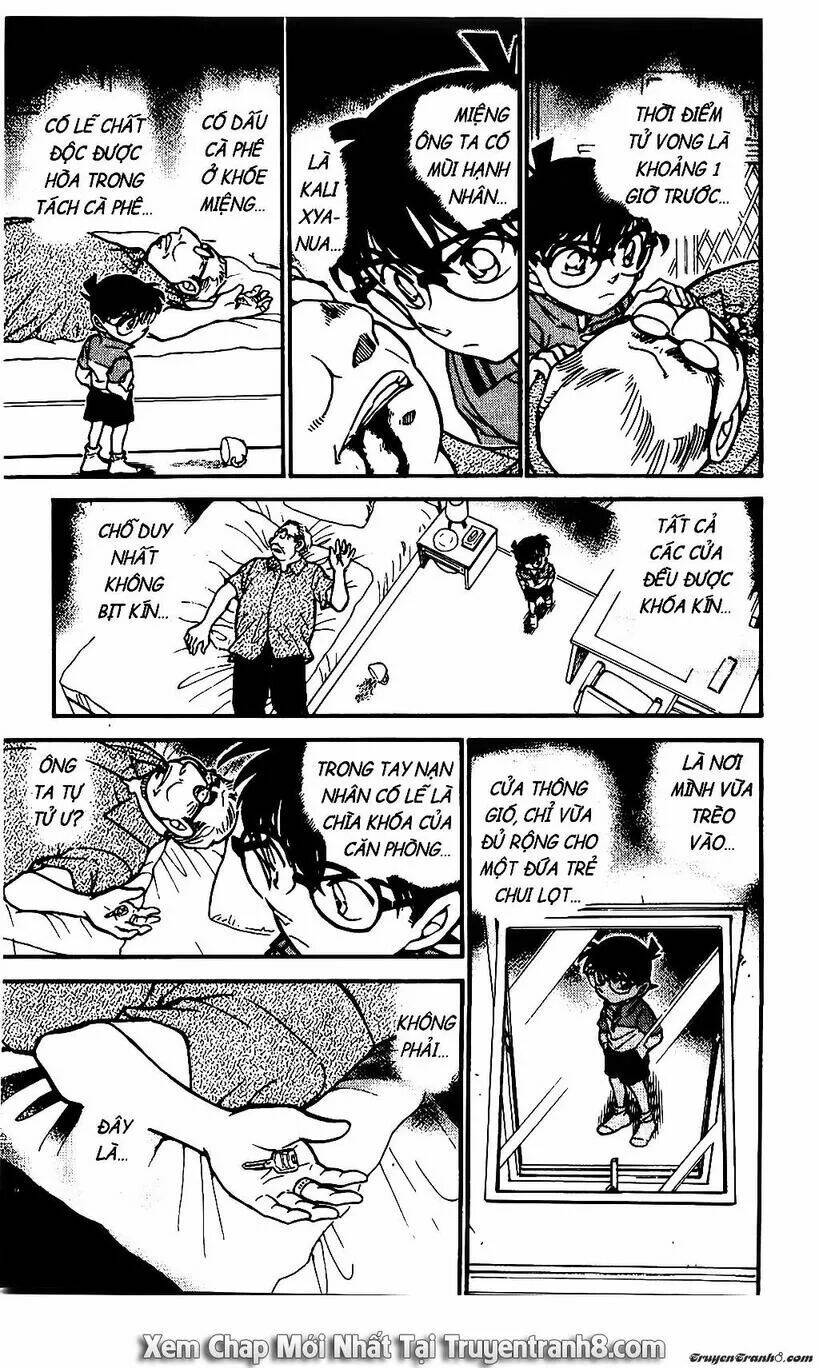 THỜI ĐIỂM
TỬ VONG LÀ
KHOẢNG 1
GIỜ TRƯỚC...
MIỆNG
ÔNG TA CÓ
MÙI HẠNH
NHÂN...
LÀ
KALI
XYA-
NUA...
CÓ DẤU
CÀ PHÊ
Ở KHÓE
MIỆNG...
CÓ LẼ CHẤT
ĐỘC ĐƯỢC
HÒA TRONG
TÁCH CÀ PHÊ...
TẤT CẢ
CÁC CỬA
ĐỀU ĐƯỢC
KHÓA KÍN...
CHỖ DUY
NHẤT
KHÔNG
BỊT KÍN...
LÀ NƠI
MÌNH VỪA
TRÈO
VÀO...
CỬA THÔNG
GIÓ, CHỈ VỪA
ĐỦ RỘNG CHO
MỘT ĐỨA TRẺ
CHUI LỌT...
TRONG TAY NẠN
NHÂN CÓ LẼ LÀ
CHÌA KHÓA CỦA
CĂN PHÒNG...
ÔNG
TA TỰ
TỬ Ư?
KHÔNG
PHẢI...
ĐÂY
LÀ...
Xem Chap Mới Nhất Tại Truyentranh8.com
TruyenTranh8.com